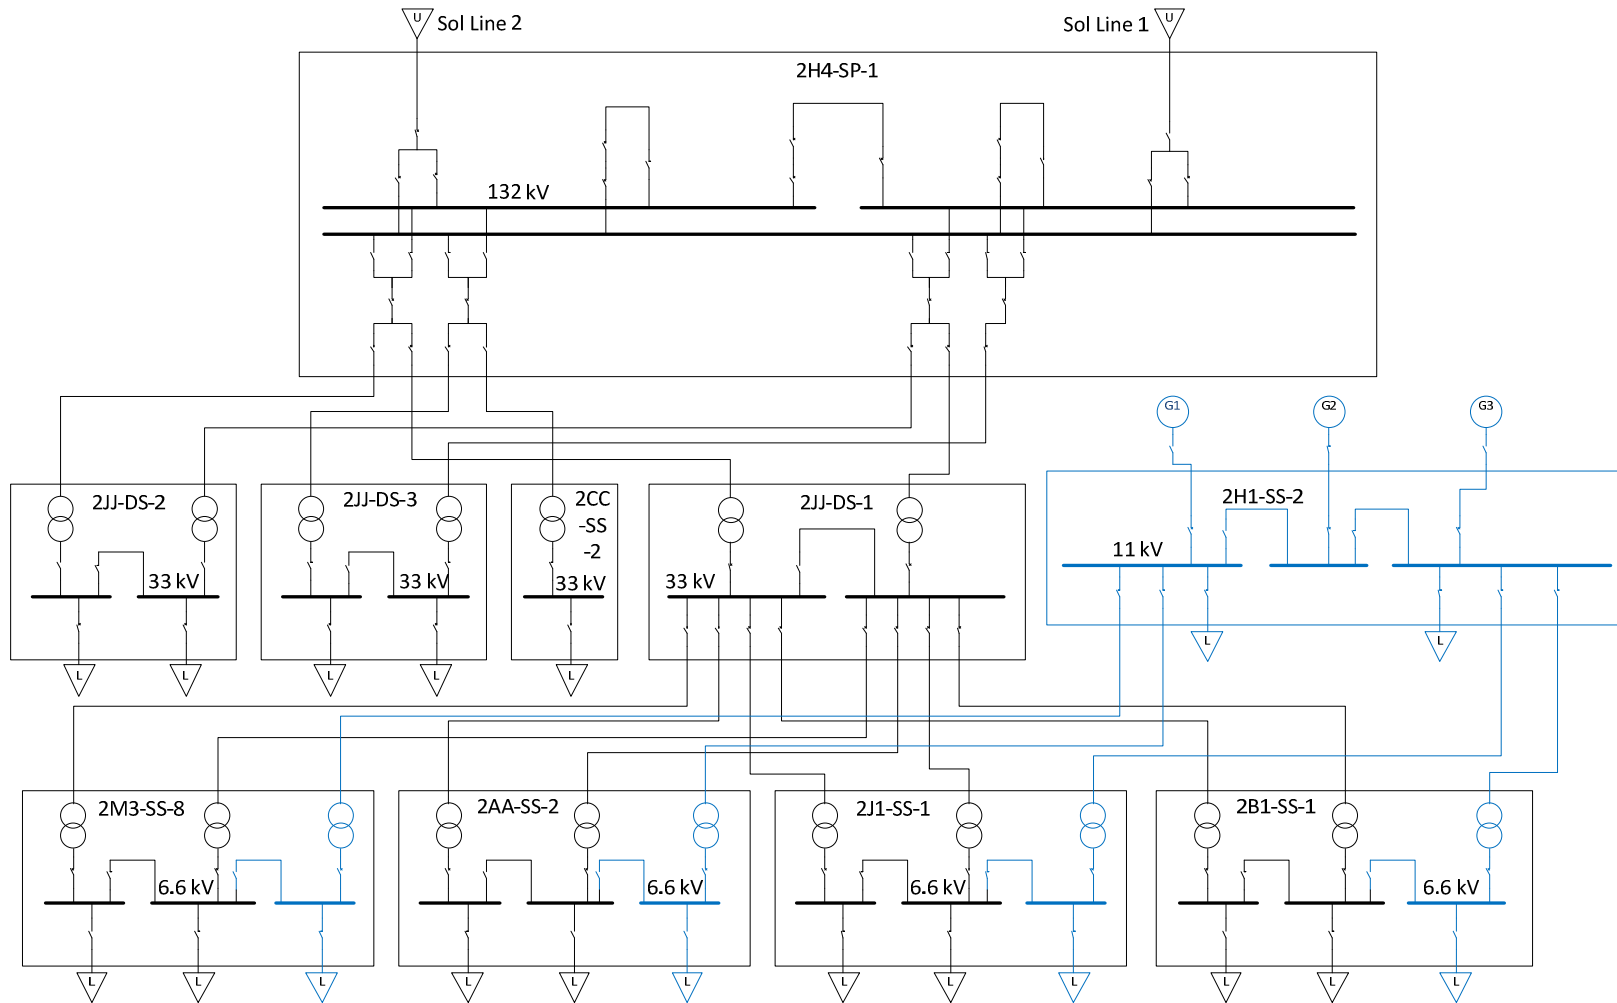 U
Sol Line 2
Sol Line 1
U
2H4-SP-1
132 kV
G1
G2
G3
2JJ-DS-2
2JJ-DS-3
2CC
-SS
-2
2JJ-DS-1
2H1-SS-2
11 kV
33 kV
33 kV
33 kV
33 kV
L
L
L
L
L
L
L
2M3-SS-8
2AA-SS-2
2J1-SS-1
2B1-SS-1
6.6 kV
6.6 kV
6.6 kV
6.6 kV
L
L
L
L
L
L
L
L
L
L
L
L